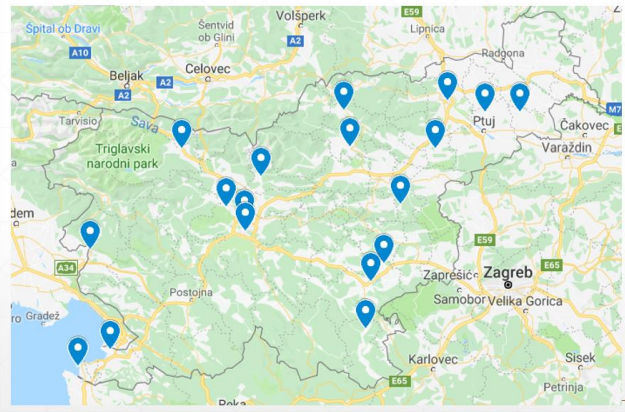 Volšperk
E59
Lipnica
Špital ob Dravi
Šentvid
ob Glini
A2
A10
Radgona
Celovec
Beljak
A2
A2
M7
Tarvisio
Sava
Ptuj
Čakovec
E
Triglavski
narodni park
Varaždin
dem
E59
A34
E65
Zaprešić
Zagreb
Postojna
Samobor
Velika Gorica
ro
Gradež
Karlovec
Sisek
E65
Petrinja
Reka